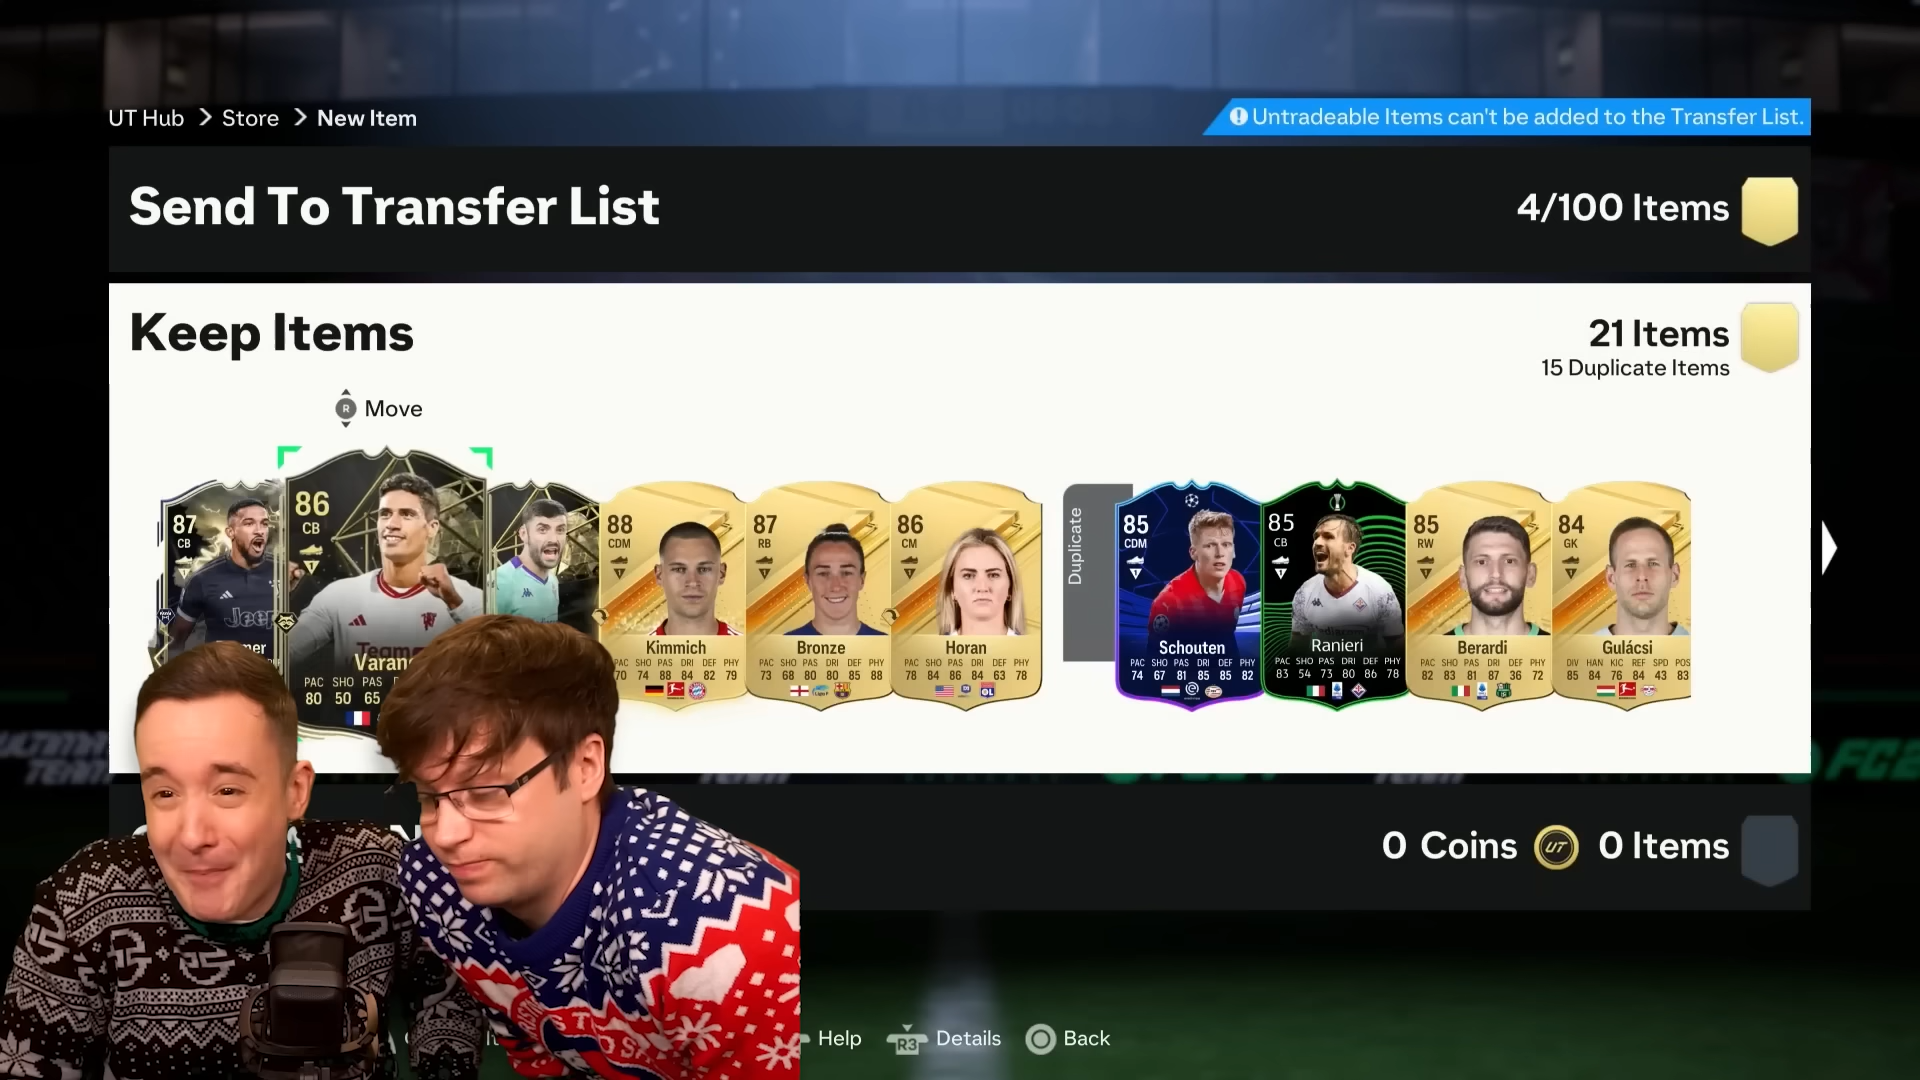 UT Hub > Store > New Item
Untradeable Items can't be added to the Transfer List.
Send To Transfer List
4/100 Items
Keep Items
21 Items
15 Duplicate Items
R Move
87
CB
Jeep
86
CB
Varan
PAC SHO PAS
80 50 65
88
CDM
Kimmich
PAC SHO PAS DRI DEF PHY
70 74 88 84 82 79
87
RB
Bronze
PAC SHO PAS DRI DEF PHY
73 68 80 80 85 88
86
CM
Horan
PAC SHO PAS DRI DEF PHY
78 84 86 84 63 78
Duplicate
85
CDM
Schouten
PAC SHO PAS DRI DEF PHY
74 67 81 85 85 82
85
CB
Ranieri
PAC SHO PAS DRI DEF PHY
83 54 73 80 86 78
85
RW
Berardi
PAC SHO PAS DRI DEF PHY
82 83 81 87 36 72
84
GK
Gulácsi
DIV HAN KIC REF SPD POS
85 84 76 84 43 83
0 Coins UT 0 Items
Help R3 Details Back